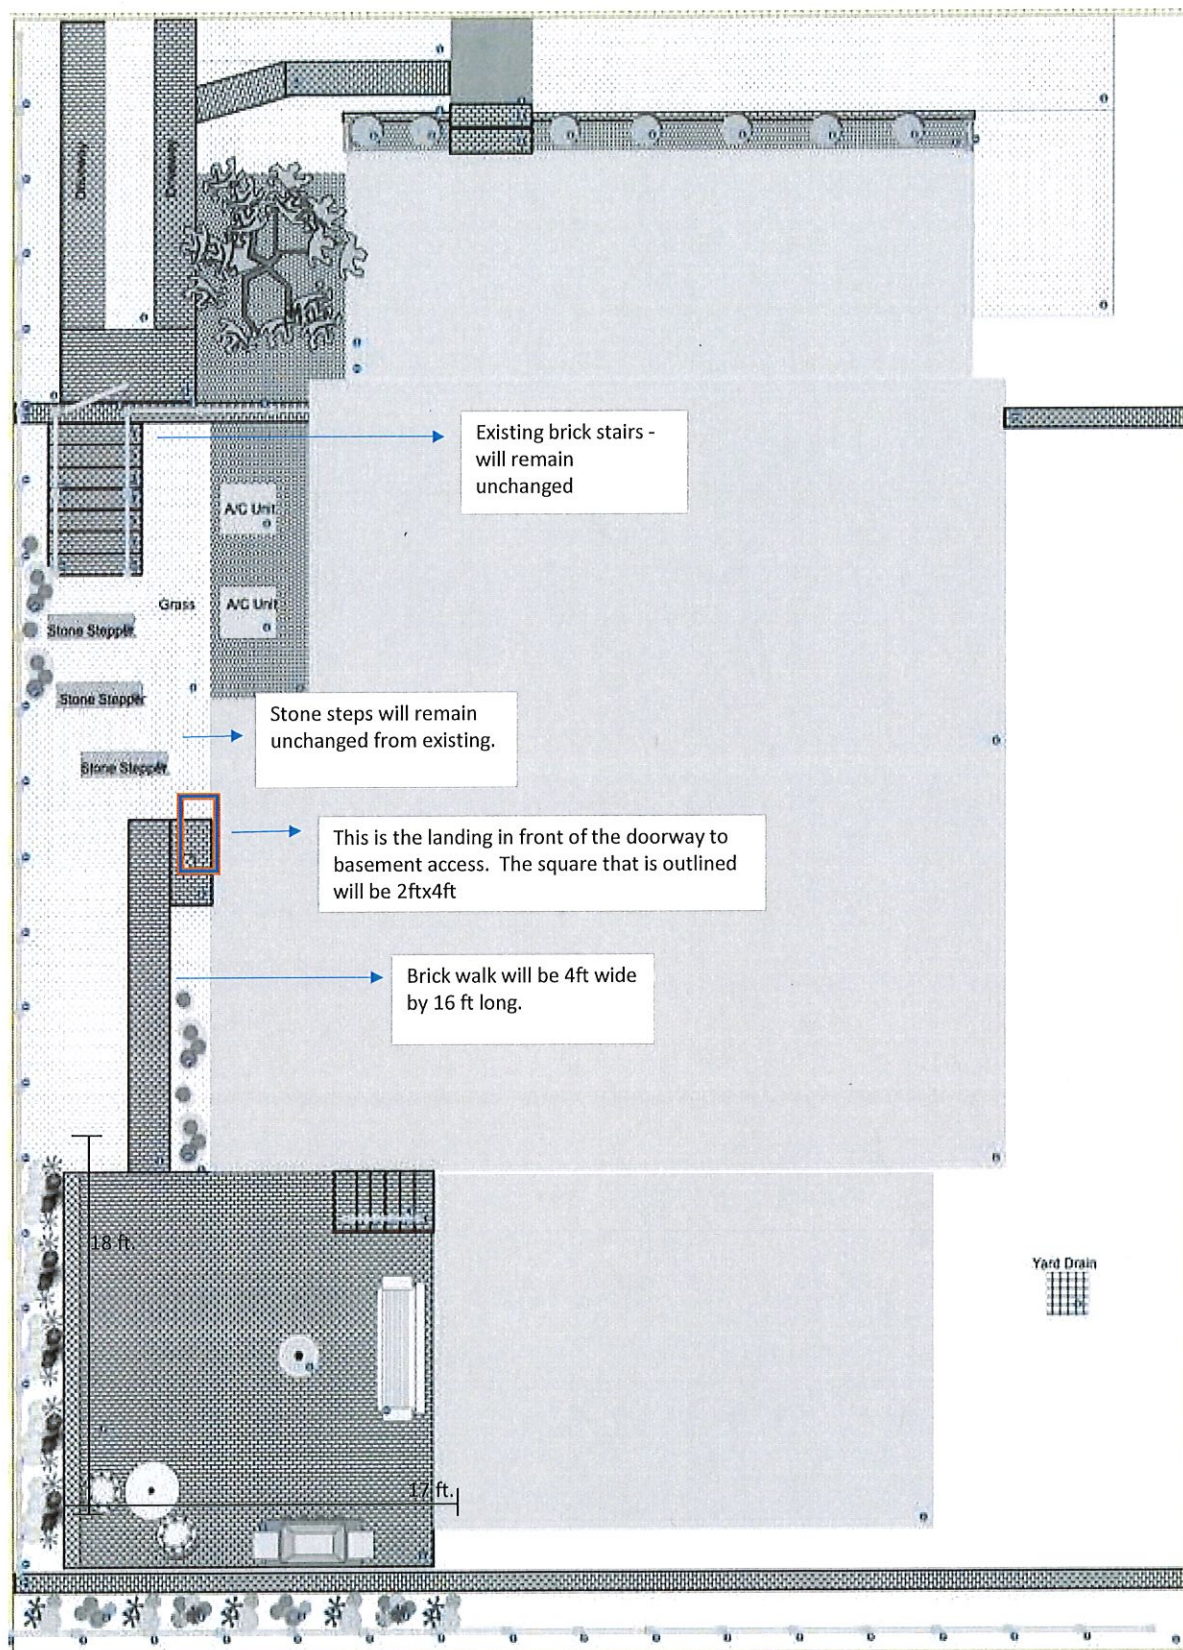 Driveway
Driveway
Existing brick stairs -
will remain
unchanged
A/C Unit
Grass
A/C Unit
Stone Stepper
Stone Stepper
Stone steps will remain
unchanged from existing.
Stone Stepper
This is the landing in front of the doorway to
basement access. The square that is outlined
will be 2ftx4ft
Brick walk will be 4ft wide
by 16 ft long.
18 ft.
Yard Drain
17 ft.